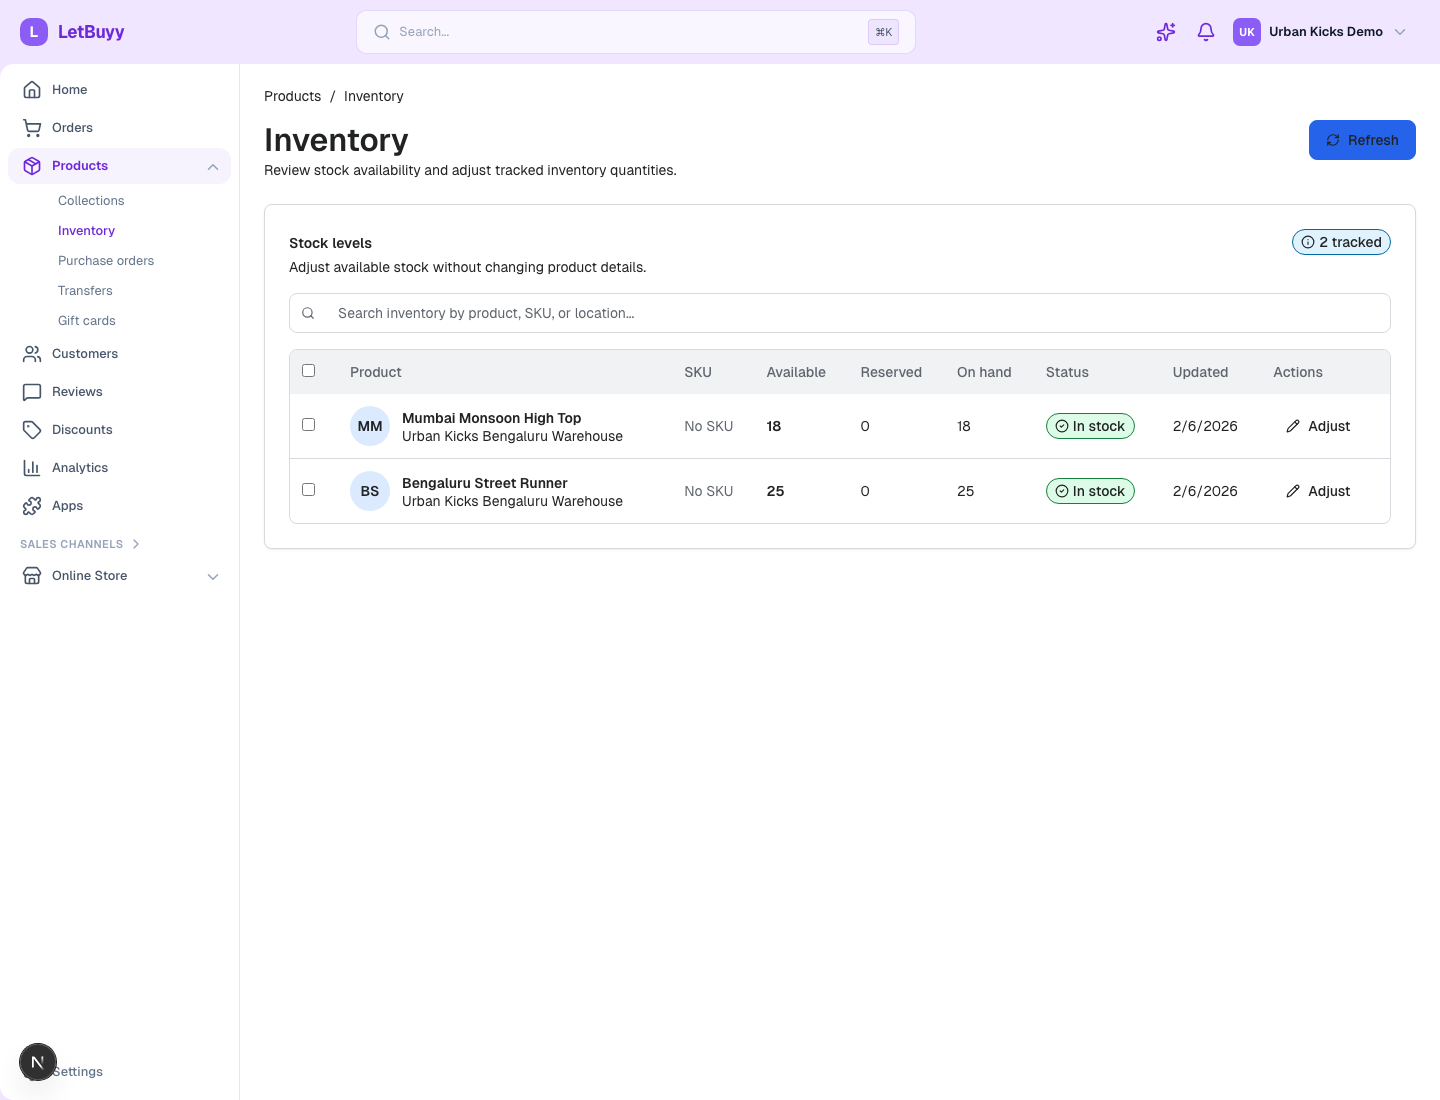 L LetBuyy
Search...
⌘K
UK Urban Kicks Demo
Home
Orders
Products
Collections
Inventory
Purchase orders
Transfers
Gift cards
Customers
Reviews
Discounts
Analytics
Apps
SALES CHANNELS
Online Store
N
Settings
Products / Inventory
Inventory
Refresh
Review stock availability and adjust tracked inventory quantities.
Stock levels
2 tracked
Adjust available stock without changing product details.
Search inventory by product, SKU, or location...
Product SKU Available Reserved On hand Status Updated Actions
MM Mumbai Monsoon High Top
Urban Kicks Bengaluru Warehouse
No SKU 18 0 18 In stock 2/6/2026 Adjust
BS Bengaluru Street Runner
Urban Kicks Bengaluru Warehouse
No SKU 25 0 25 In stock 2/6/2026 Adjust